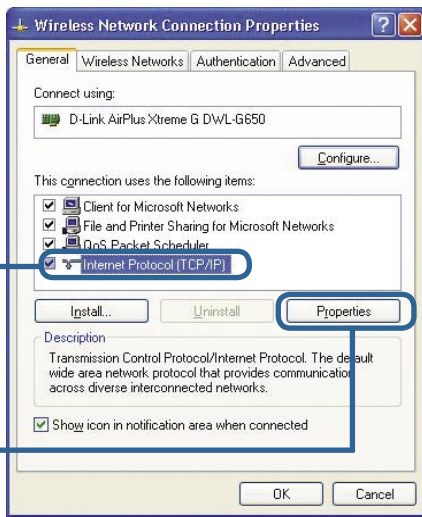 Wireless Network Connection Properties
General Wireless Networks Authentication Advanced
Connect using:
D-Link AirPlus Xtreme G DWL-G650
Configure...
This connection uses the following items:
Client for Microsoft Networks
File and Printer Sharing for Microsoft Networks
QoS Packet Scheduler
Internet Protocol (TCP/IP)
Install... Uninstall Properties
Description
Transmission Control Protocol/Internet Protocol. The default
wide area network protocol that provides communication
across diverse interconnected networks.
Show icon in notification area when connected
OK Cancel